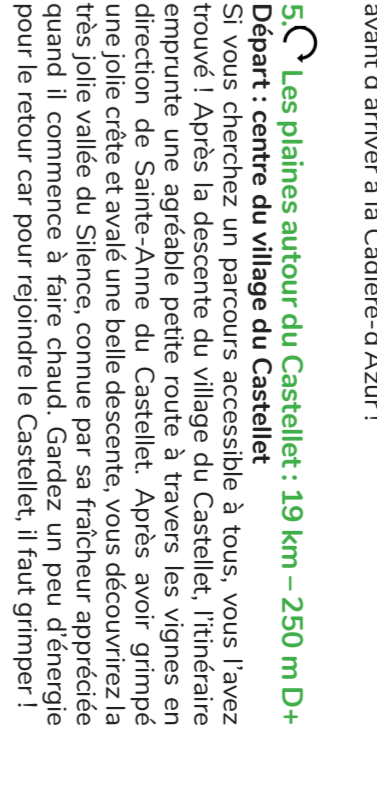 avant d'arriver à la Cadière-d'Azur !
5. Les plaines autour du Castellet : 19 km – 250 m D+
Départ : centre du village du Castellet
Si vous cherchez un parcours accessible à tous, vous l'avez
trouvé ! Après la descente du village du Castellet, l'itinéraire
emprunte une agréable petite route à travers les vignes en
direction de Sainte-Anne du Castellet. Après avoir grimpé
une jolie crête et avalé une belle descente, vous découvrirez la
très jolie vallée du Silence, connue par sa fraîcheur appréciée
quand il commence à faire chaud. Gardez un peu d'énergie
pour le retour car pour rejoindre le Castellet, il faut grimper !